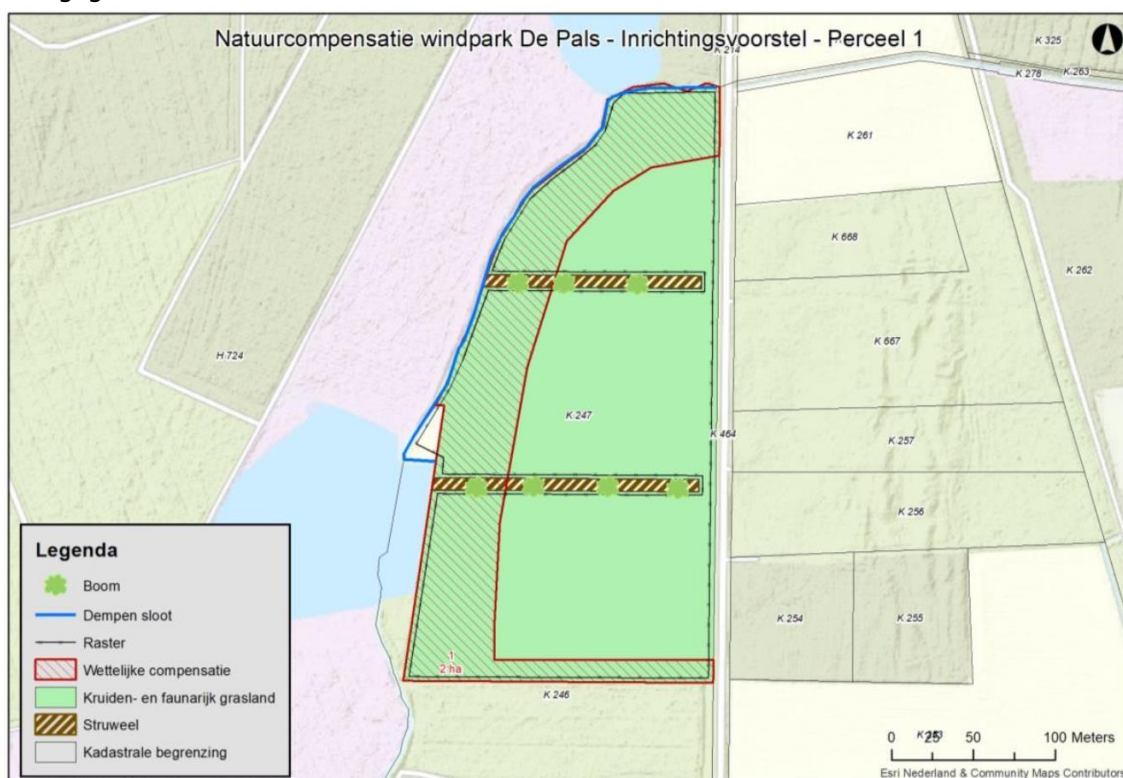 Natuurcompensatie windpark De Pals - Inrichtingsvoorstel - Perceel 1
K 214
K 325
K 278
K 263
K 261
K 668
K 262
H 724
K 667
K 247
K 464
K 257
K 256
K 254
K 255
1
2 ha
K 246
Legenda
Boom
Dempen sloot
Raster
Wettelijke compensatie
Kruiden- en faunarijk grasland
Struweel
Kadastrale begrenzing
0 25 50 100 Meters
Esri Nederland & Community Maps Contributors